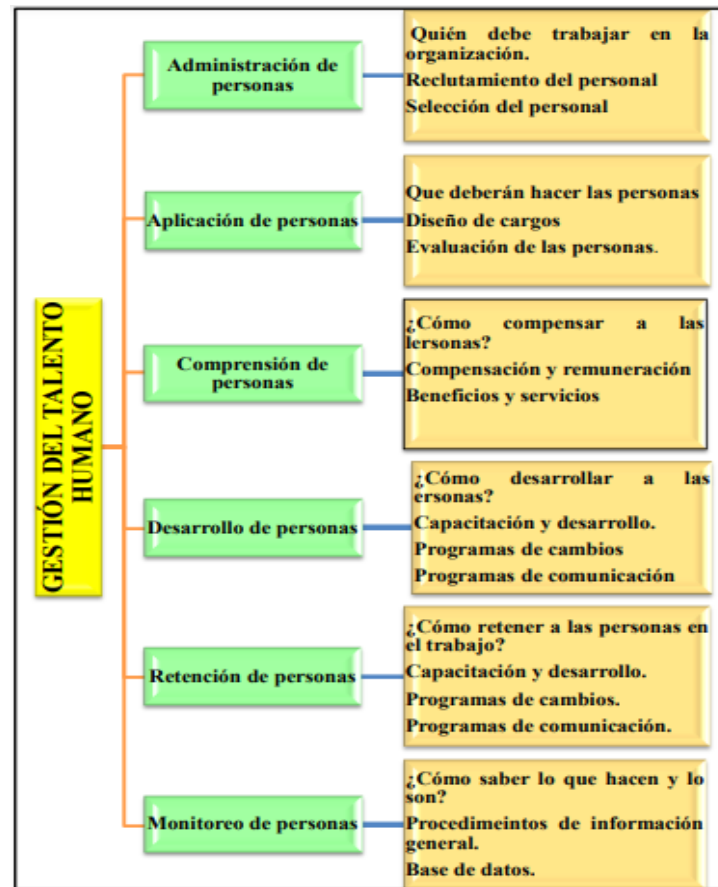 GESTIÓN DEL TALENTO
HUMANO
Administración de
personas
Quién debe trabajar en la
organización.
Reclutamiento del personal
Selección del personal
Aplicación de personas
Que deberán hacer las personas
Diseño de cargos
Evaluación de las personas.
Comprensión de
personas
¿Cómo compensar a las
lersonas?
Compensación y remuneración
Beneficios y servicios
Desarrollo de personas
¿Cómo desarrollar a las
ersonas?
Capacitación y desarrollo.
Programas de cambios
Programas de comunicación
Retención de personas
¿Cómo retener a las personas en
el trabajo?
Capacitación y desarrollo.
Programas de cambios.
Programas de comunicación.
Monitoreo de personas
¿Cómo saber lo que hacen y lo
son?
Procedimeintos de información
general.
Base de datos.